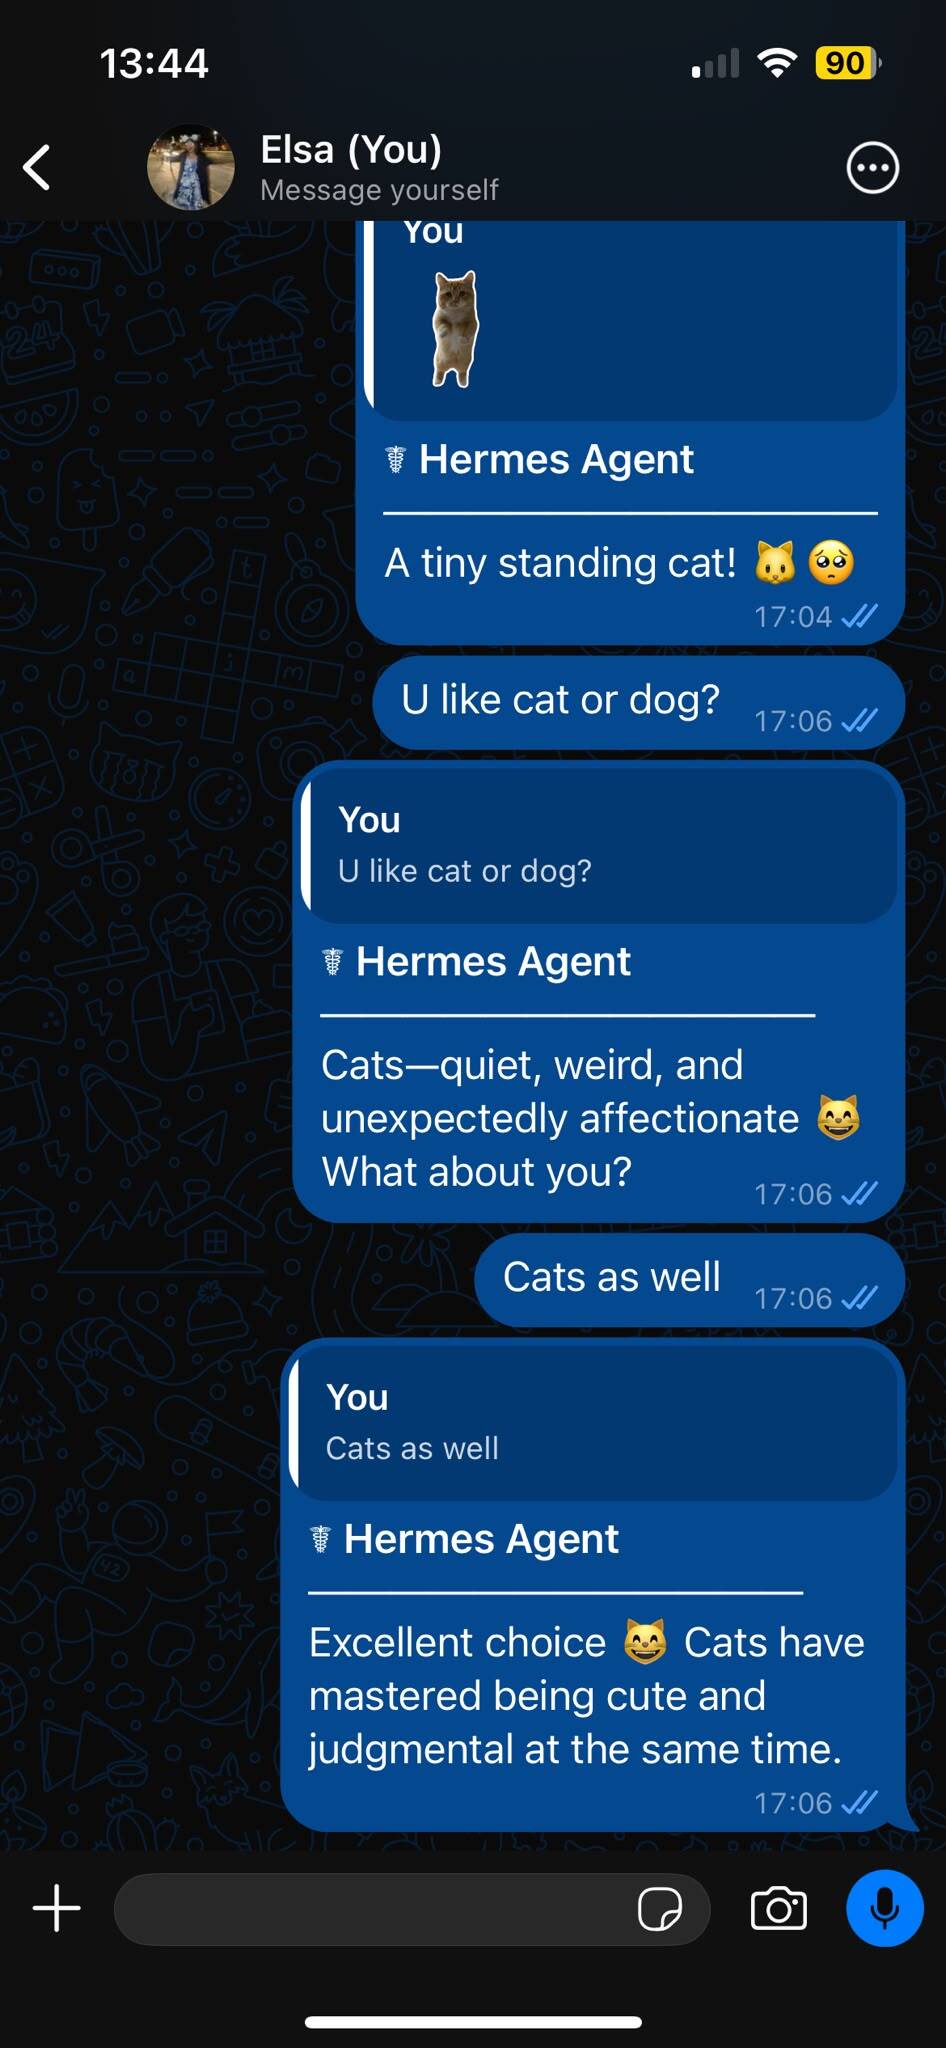 13:44
90
Elsa (You)
Message yourself
You
☤ Hermes Agent
A tiny standing cat! 🐱 🥺
17:04
U like cat or dog?
17:06
You
U like cat or dog?
☤ Hermes Agent
Cats—quiet, weird, and
unexpectedly affectionate 😸
What about you?
17:06
Cats as well
17:06
You
Cats as well
☤ Hermes Agent
Excellent choice 😸 Cats have
mastered being cute and
judgmental at the same time.
17:06